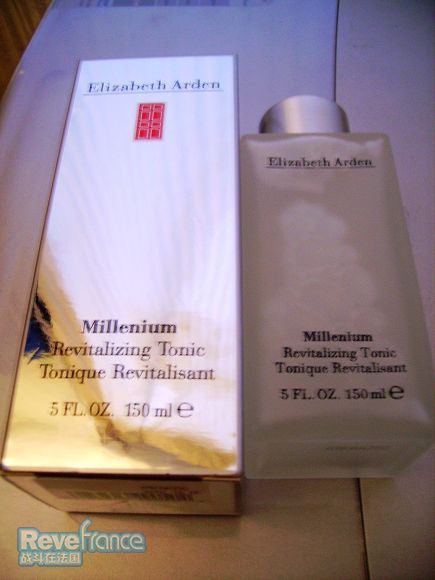 Elizabeth Arden
Millenium
Revitalizing Tonic
Tonique Revitalisant
5 FL. OZ. 150 ml e
Elizabeth Arden
Millenium
Revitalizing Tonic
Tonique Revitalisant
5 FL. OZ. 150 ml e
Revefrance
战斗在法国